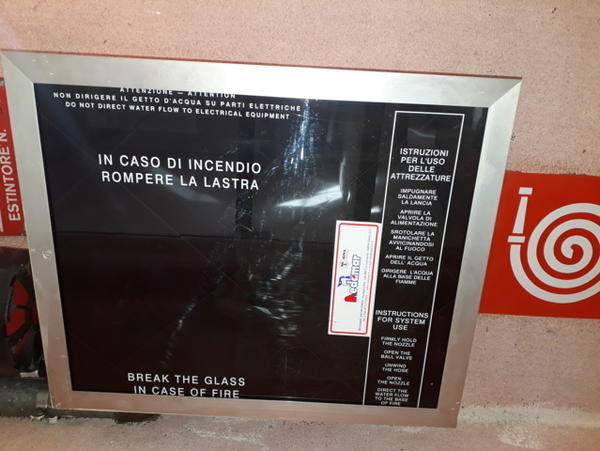 ATTENZIONE — ATTENTION
NON DIRIGERE IL GETTO D'ACQUA SU PARTI ELETTRICHE
DO NOT DIRECT WATER FLOW TO ELECTRICAL EQUIPMENT
IN CASO DI INCENDIO
ROMPERE LA LASTRA
BREAK THE GLASS
IN CASE OF FIRE
ISTRUZIONI
PER L'USO
DELLE
ATTREZZATURE
IMPUGNARE
SALDAMENTE
LA LANCIA
APRIRE LA
VALVOLA DI
ALIMENTAZIONE
SROTOLARE LA
MANICHETTA
AVVICINANDOSI
AL FUOCO
APRIRE IL GETTO
DELL'ACQUA
DIRIGERE L'ACQUA
ALLA BASE DELLE
FIAMME
INSTRUCTIONS
FOR SYSTEM
USE
FIRMLY HOLD
THE NOZZLE
OPEN THE
BALL VALVE
UNWIND
THE HOSE
OPEN
THE NOZZLE
DIRECT THE
WATER FLOW
TO THE BASE
OF FIRE
ESTINTORE N.